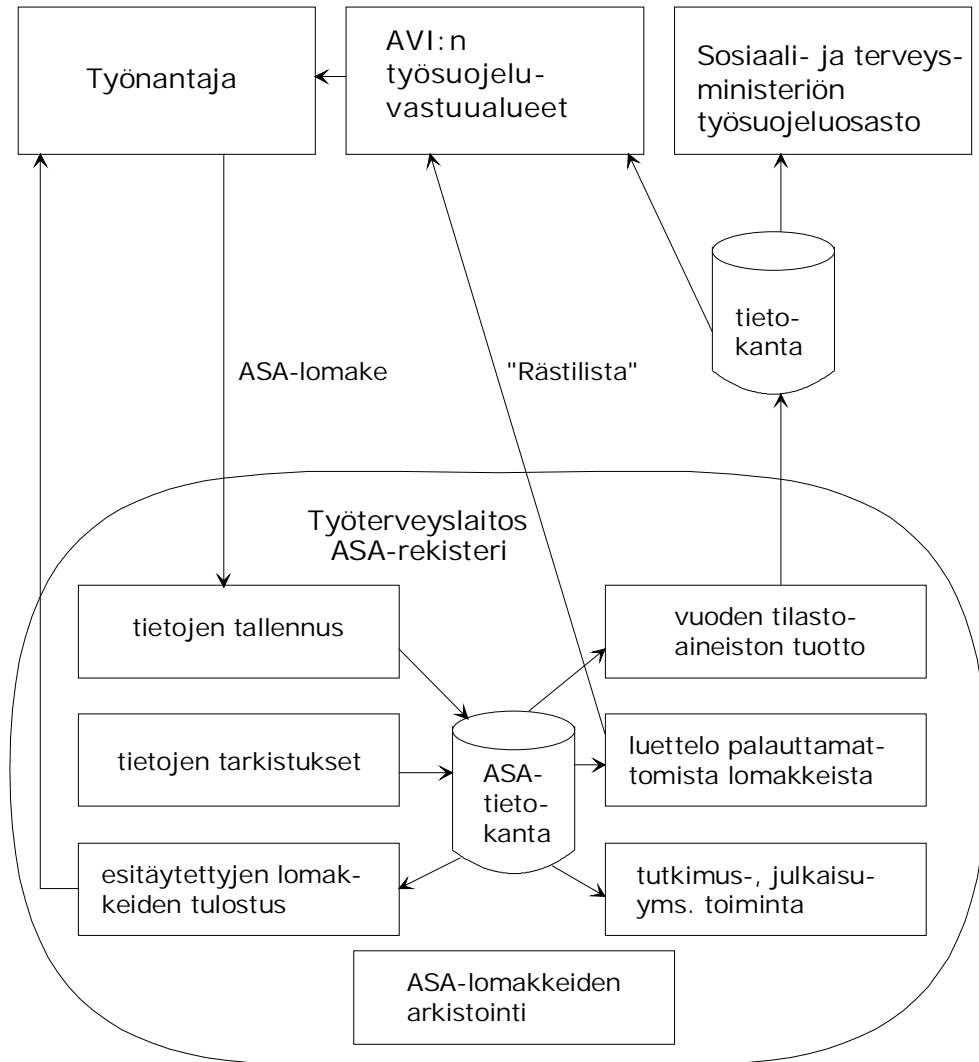 Työnantaja
AVI:n
työsuojelu-
vastuualueet
Sosiaali- ja terveys-
ministeriön
työsuojeluosasto
tieto-
kanta
ASA-lomake
"Rästilista"
Työterveyslaitos
ASA-rekisteri
tietojen tallennus
vuoden tilasto-
aineiston tuotto
tietojen tarkistukset
ASA-
tieto-
kanta
luettelo palauttamat-
tomista lomakkeista
esitäytettyjen lomak-
keiden tulostus
tutkimus-, julkaisu-
yms. toiminta
ASA-lomakkeiden
arkistointi